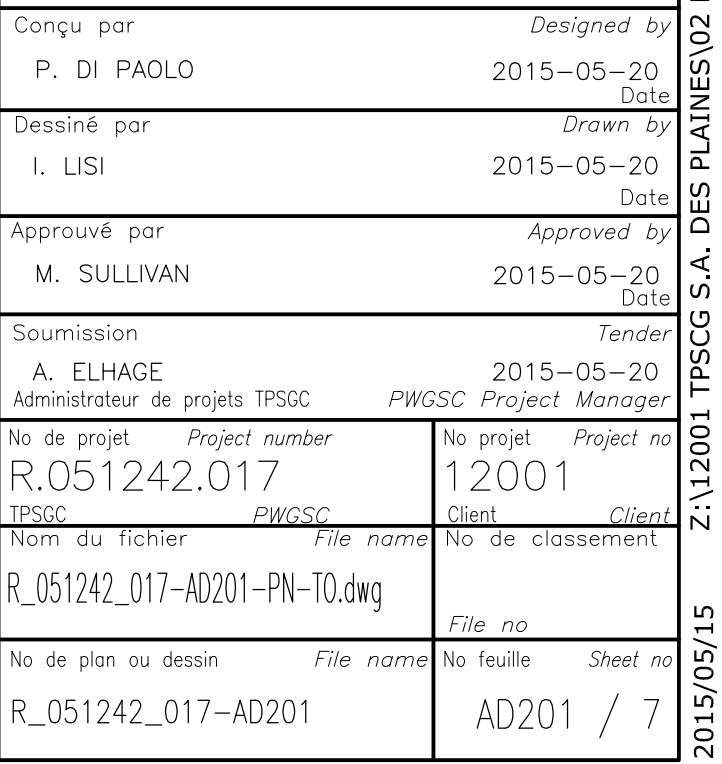 Conçu par Designed by
P. DI PAOLO 2015-05-20
Date
Dessiné par Drawn by
I. LISI 2015-05-20
Date
Approuvé par Approved by
M. SULLIVAN 2015-05-20
Date
Soumission Tender
A. ELHAGE 2015-05-20
Administrateur de projets TPSGC PWGSC Project Manager
No de projet Project number
R.051242.017
TPSGC PWGSC
No projet Project no
12001
Client Client
Nom du fichier File name
R_051242_017-AD201-PN-TO.dwg
No de classement
File no
No de plan ou dessin File name
R_051242_017-AD201
No feuille Sheet no
AD201 / 7
2015/05/15 Z:\12001 TPSCG S.A. DES PLAINES\02